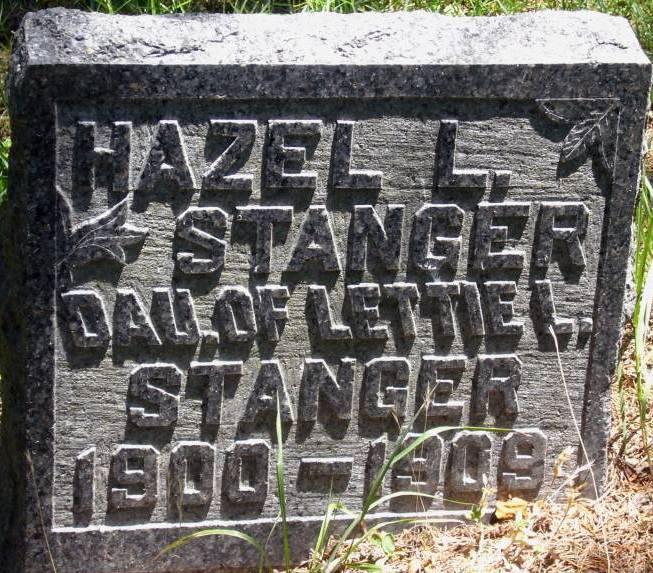 HAZEL L.
STANGER
DAU. OF LETTIE L.
STANGER
1900-1909